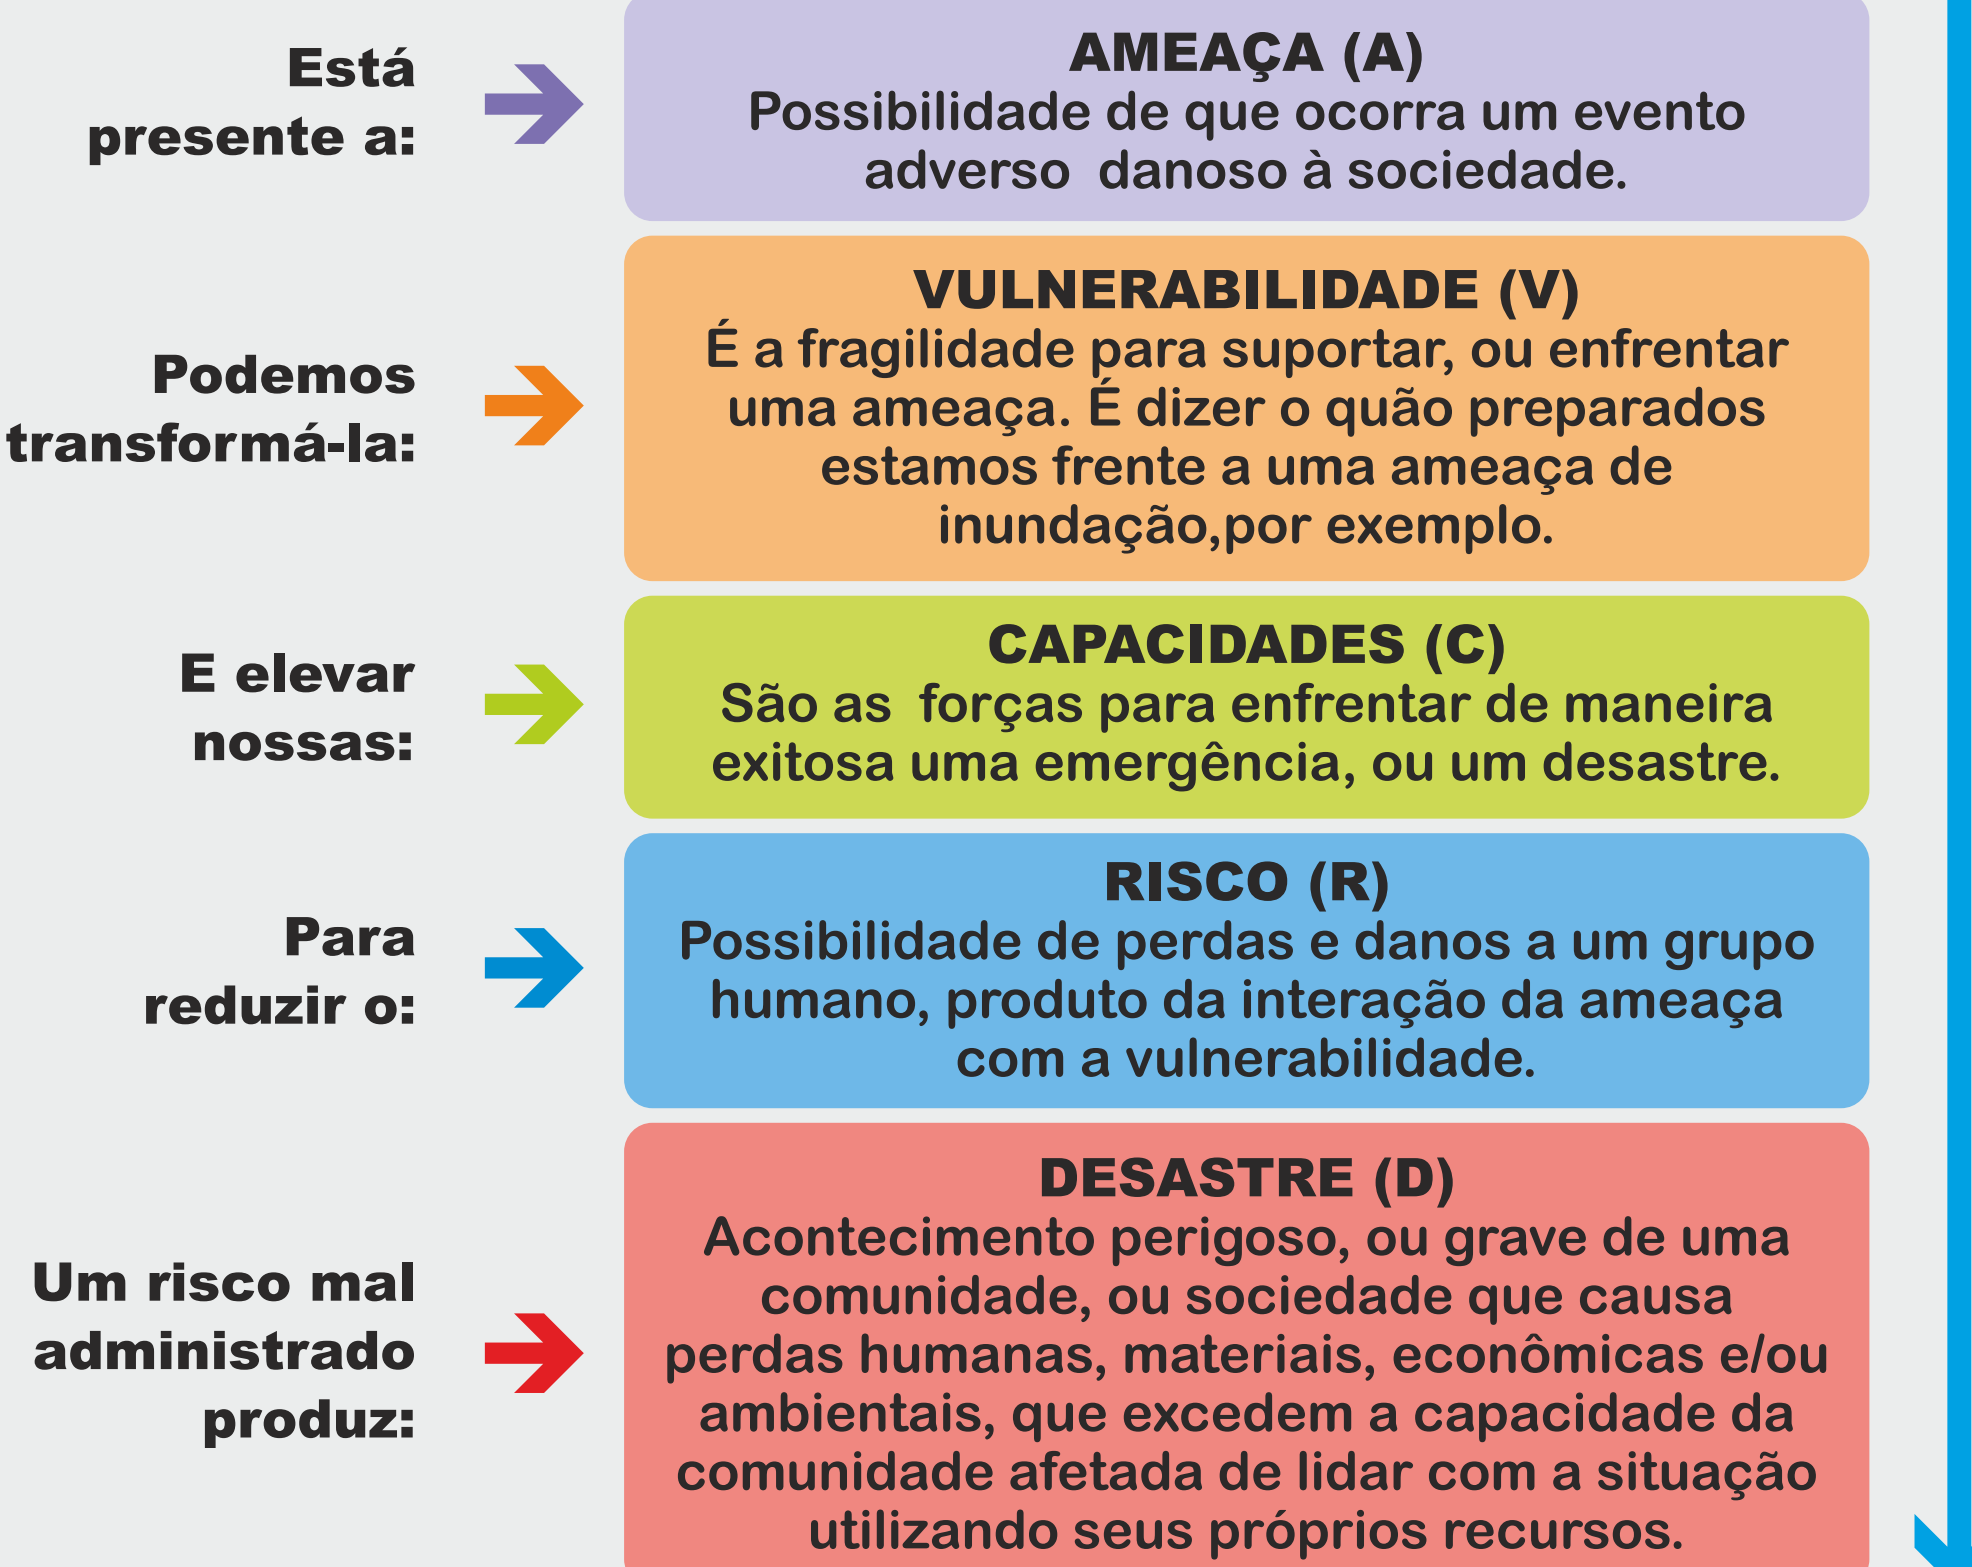 Está
presente a:
AMEAÇA (A)
Possibilidade de que ocorra um evento
adverso  danoso à sociedade.
Podemos
transformá-la:
VULNERABILIDADE (V)
É a fragilidade para suportar, ou enfrentar
uma ameaça. É dizer o quão preparados
estamos frente a uma ameaça de
inundação,por exemplo.
E elevar
nossas:
CAPACIDADES (C)
São as  forças para enfrentar de maneira
exitosa uma emergência, ou um desastre.
Para
reduzir o:
RISCO (R)
Possibilidade de perdas e danos a um grupo
humano, produto da interação da ameaça
com a vulnerabilidade.
Um risco mal
administrado
produz:
DESASTRE (D)
Acontecimento perigoso, ou grave de uma
comunidade, ou sociedade que causa
perdas humanas, materiais, econômicas e/ou
ambientais, que excedem a capacidade da
comunidade afetada de lidar com a situação
utilizando seus próprios recursos.